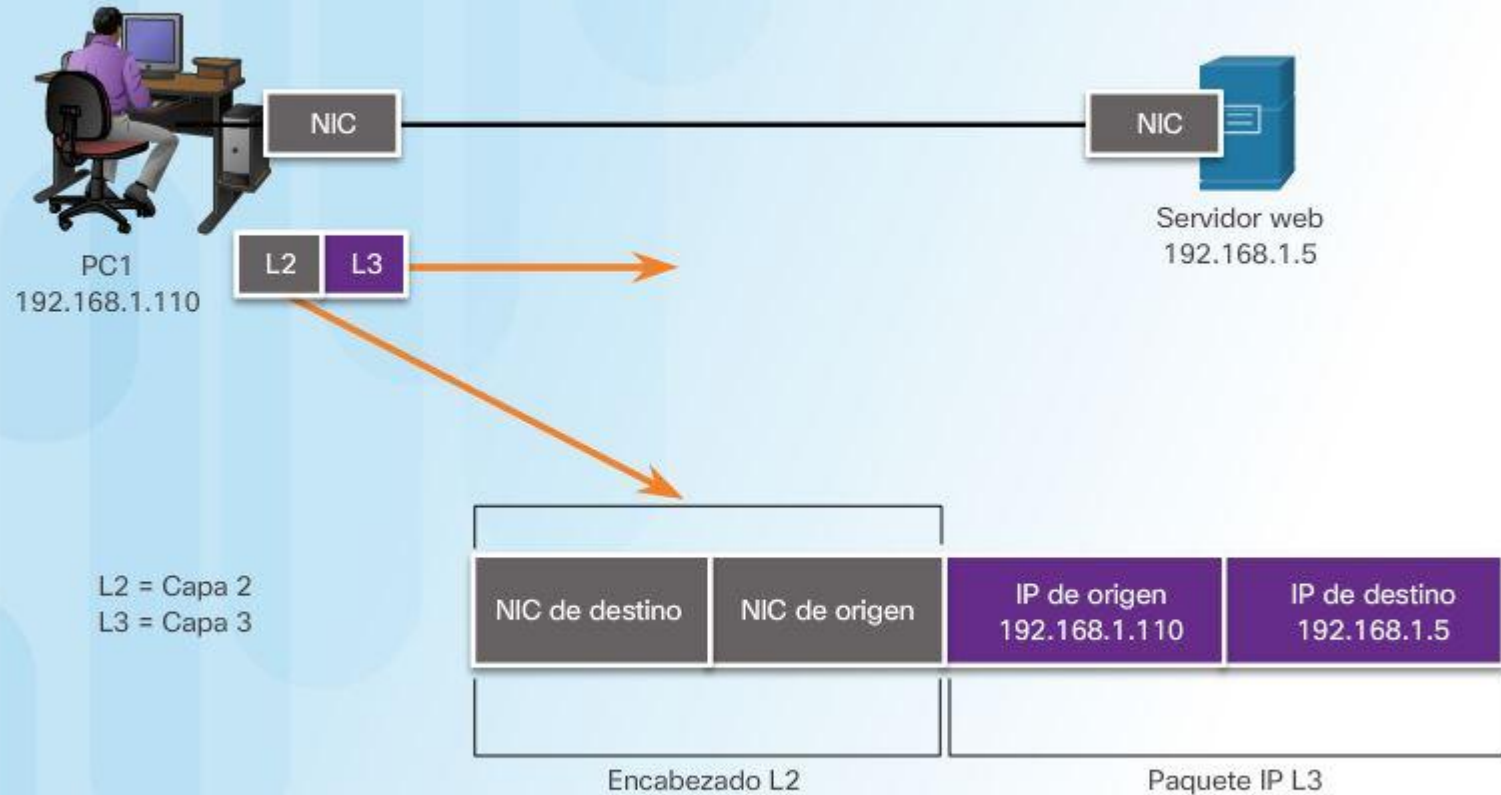 NIC
NIC
Servidor web
192.168.1.5
PC1
192.168.1.110
L2
L3
L2 = Capa 2
L3 = Capa 3
NIC de destino
NIC de origen
IP de origen
192.168.1.110
IP de destino
192.168.1.5
Encabezado L2
Paquete IP L3